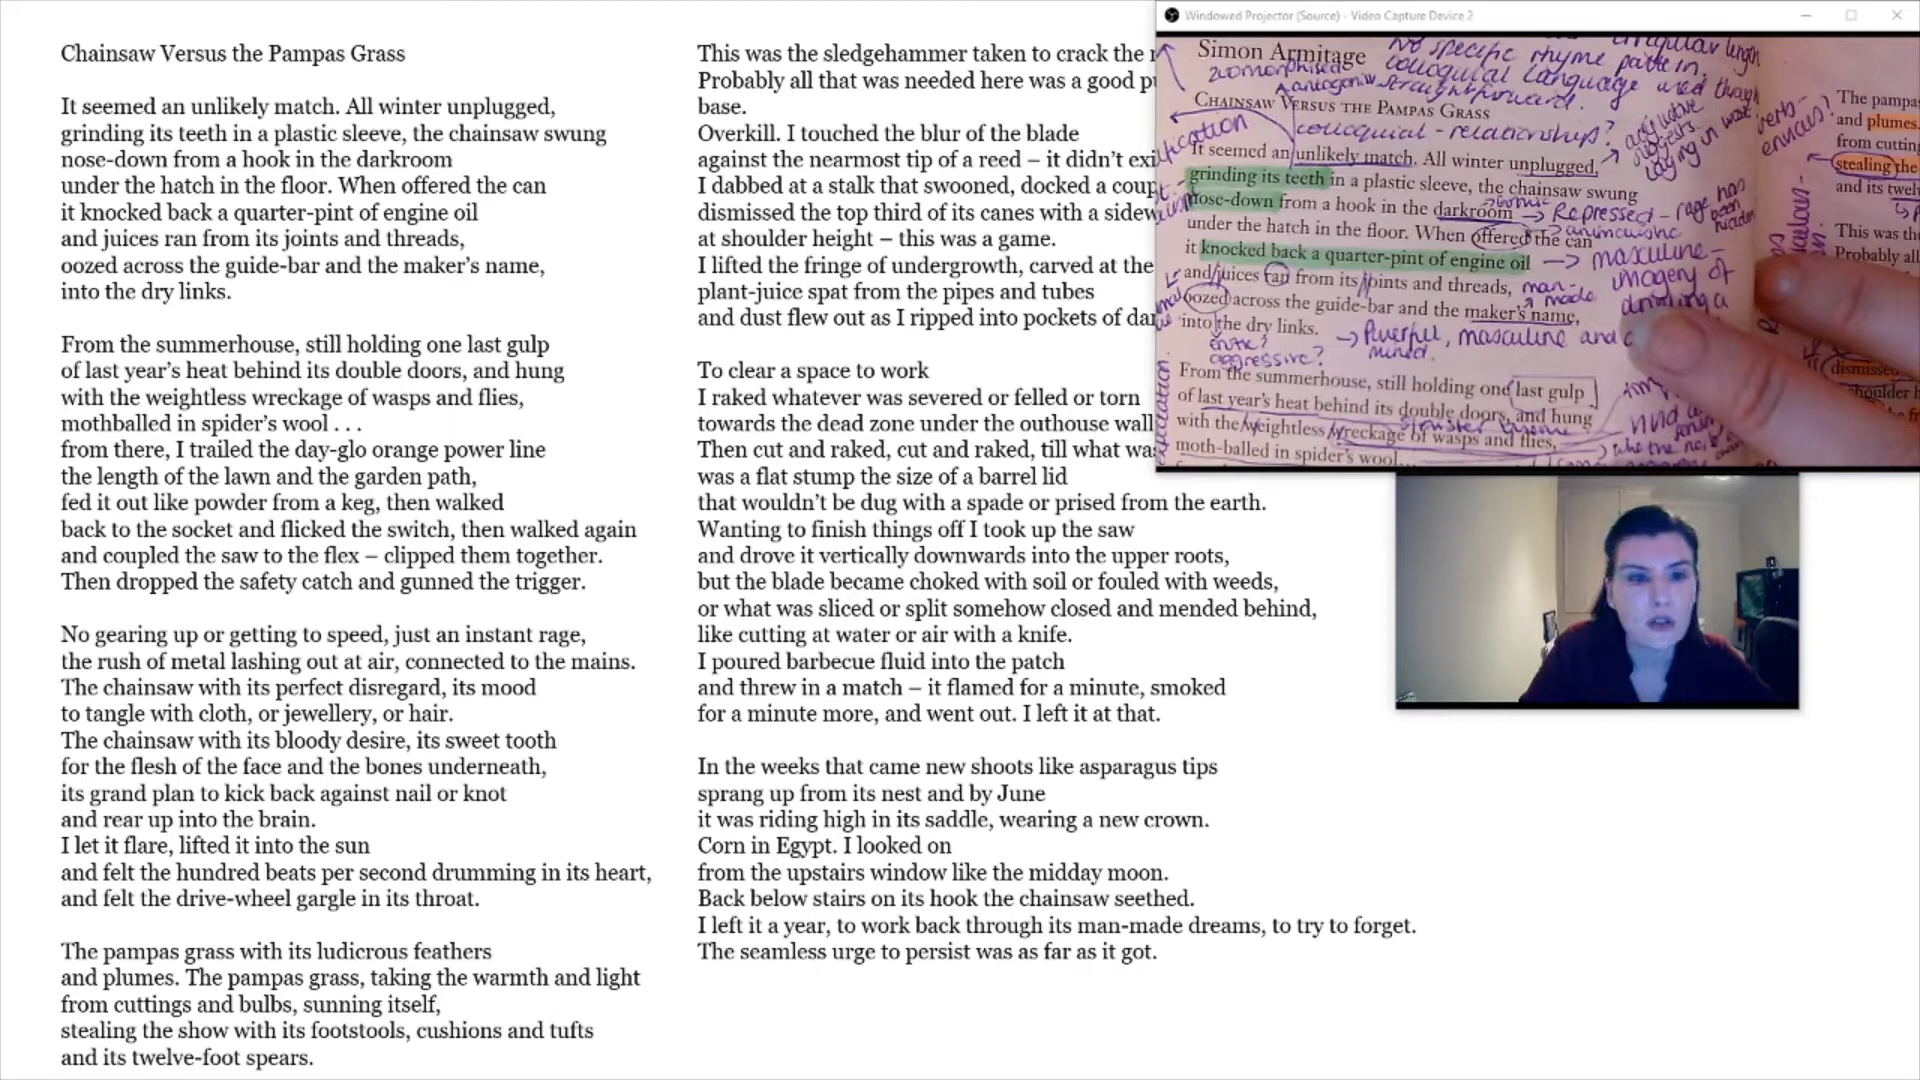 Chainsaw Versus the Pampas Grass
It seemed an unlikely match. All winter unplugged,
grinding its teeth in a plastic sleeve, the chainsaw swung
nose-down from a hook in the darkroom
under the hatch in the floor. When offered the can
it knocked back a quarter-pint of engine oil
and juices ran from its joints and threads,
oozed across the guide-bar and the maker’s name,
into the dry links.
From the summerhouse, still holding one last gulp
of last year’s heat behind its double doors, and hung
with the weightless wreckage of wasps and flies,
mothballed in spider’s wool . . .
from there, I trailed the day-glo orange power line
the length of the lawn and the garden path,
fed it out like powder from a keg, then walked
back to the socket and flicked the switch, then walked again
and coupled the saw to the flex – clipped them together.
Then dropped the safety catch and gunned the trigger.
No gearing up or getting to speed, just an instant rage,
the rush of metal lashing out at air, connected to the mains.
The chainsaw with its perfect disregard, its mood
to tangle with cloth, or jewellery, or hair.
The chainsaw with its bloody desire, its sweet tooth
for the flesh of the face and the bones underneath,
its grand plan to kick back against nail or knot
and rear up into the brain.
I let it flare, lifted it into the sun
and felt the hundred beats per second drumming in its heart,
and felt the drive-wheel gargle in its throat.
The pampas grass with its ludicrous feathers
and plumes. The pampas grass, taking the warmth and light
from cuttings and bulbs, sunning itself,
stealing the show with its footstools, cushions and tufts
and its twelve-foot spears.
This was the sledgehammer taken to crack the
Probably all that was needed here was a good
base.
Overkill. I touched the blur of the blade
against the nearmost tip of a reed – it didn’t
I dabbed at a stalk that swooned, docked a
dismissed the top third of its canes with a
at shoulder height – this was a game.
I lifted the fringe of undergrowth, carved at the
plant-juice spat from the pipes and tubes
and dust flew out as I ripped into pockets of
To clear a space to work
I raked whatever was severed or felled or torn
towards the dead zone under the outhouse wall
Then cut and raked, cut and raked, till what
was a flat stump the size of a barrel lid
that wouldn’t be dug with a spade or prised from the earth.
Wanting to finish things off I took up the saw
and drove it vertically downwards into the upper roots,
but the blade became choked with soil or fouled with weeds,
or what was sliced or split somehow closed and mended behind,
like cutting at water or air with a knife.
I poured barbecue fluid into the patch
and threw in a match – it flamed for a minute, smoked
for a minute more, and went out. I left it at that.
In the weeks that came new shoots like asparagus tips
sprang up from its nest and by June
it was riding high in its saddle, wearing a new crown.
Corn in Egypt. I looked on
from the upstairs window like the midday moon.
Back below stairs on its hook the chainsaw seethed.
I left it a year, to work back through its man-made dreams, to try to forget.
The seamless urge to persist was as far as it got.
Windowed Projector (Source) - Video Capture Device 2
Simon Armitage
No specific rhyme pattern.
colloquial language used
straightforward.
zoomorphised
antagonist
CHAINSAW VERSUS THE PAMPAS GRASS
colloquial - relationships?
It seemed an unlikely match. All winter unplugged,
grinding its teeth in a plastic sleeve, the chainsaw swung
nose-down from a hook in the darkroom
Repressed - rage has
been
under the hatch in the floor. When offered the can
it knocked back a quarter-pint of engine oil
masculine -
imagery of
drinking a
and juices ran from its joints and threads,
man-
made
oozed across the guide-bar and the maker's name,
into the dry links.
Powerful, masculine and
erotic?
aggressive?
From the summerhouse, still holding one last gulp
of last year's heat behind its double doors, and hung
with the weightless wreckage of wasps and flies,
moth-balled in spider's wool
suggests
laying in wait
verb -
envious?
The
and plumes.
from
stealing the
and its
This was the
Probably all